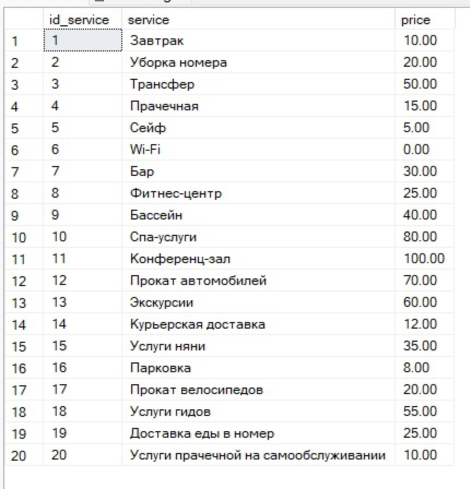 id_service service price
1 1 Завтрак 10.00
2 2 Уборка номера 20.00
3 3 Трансфер 50.00
4 4 Прачечная 15.00
5 5 Сейф 5.00
6 6 Wi-Fi 0.00
7 7 Бар 30.00
8 8 Фитнес-центр 25.00
9 9 Бассейн 40.00
10 10 Спа-услуги 80.00
11 11 Конференц-зал 100.00
12 12 Прокат автомобилей 70.00
13 13 Экскурсии 60.00
14 14 Курьерская доставка 12.00
15 15 Услуги няни 35.00
16 16 Парковка 8.00
17 17 Прокат велосипедов 20.00
18 18 Услуги гидов 55.00
19 19 Доставка еды в номер 25.00
20 20 Услуги прачечной на самообслуживании 10.00